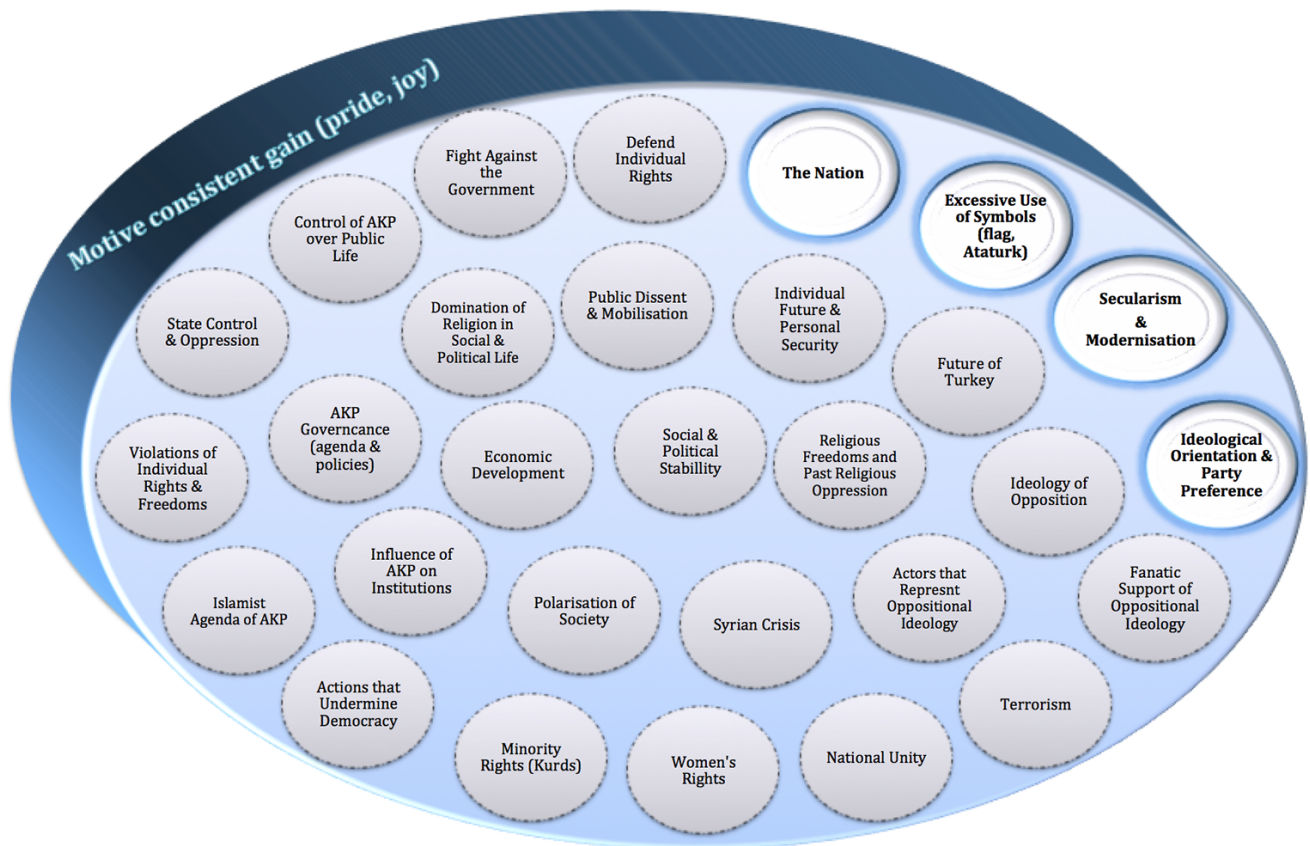 Motive consistent gain (pride, joy)
Fight Against
the
Government
Defend
Individual
Rights
The Nation
Excessive Use
of Symbols
(flag,
Ataturk)
Control of AKP
over Public
Life
Secularism
&
Modernisation
State Control
& Oppression
Domination of
Religion in
Social &
Political Life
Public Dissent
& Mobilisation
Individual
Future &
Personal
Security
Future of
Turkey
Ideological
Orientation &
Party
Preference
Violations of
Individual
Rights &
Freedoms
AKP
Governcance
(agenda &
policies)
Economic
Development
Social &
Political
Stabillity
Religious
Freedoms and
Past Religious
Oppression
Ideology of
Opposition
Islamist
Agenda of AKP
Influence of
AKP on
Institutions
Polarisation of
Society
Syrian Crisis
Actors that
Represnt
Oppositional
Ideology
Fanatic
Support of
Oppositional
Ideology
Actions that
Undermine
Democracy
Minority
Rights (Kurds)
Women's
Rights
National Unity
Terrorism